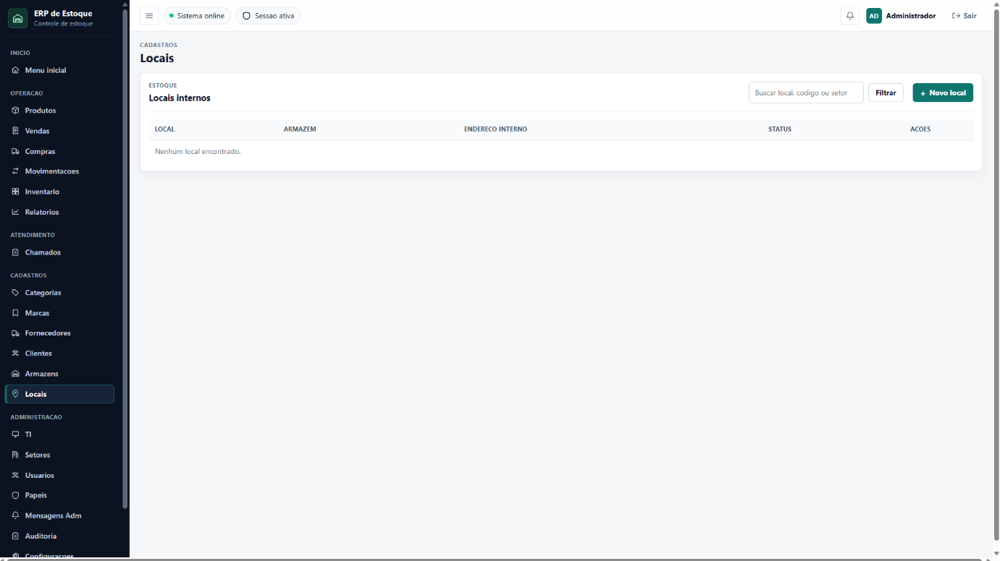 ERP de Estoque
Controle de estoque
INICIO
Menu inicial
OPERACAO
Produtos
Vendas
Compras
Movimentacoes
Inventario
Relatorios
ATENDIMENTO
Chamados
CADASTROS
Categorias
Marcas
Fornecedores
Clientes
Armazens
Locais
ADMINISTRACAO
TI
Setores
Usuarios
Papeis
Mensagens Adm
Auditoria
Configuracoes
Sistema online
Sessao ativa
AD Administrador
Sair
CADASTROS
Locais
ESTOQUE
Locais internos
Buscar local, codigo ou setor
Filtrar
+ Novo local
LOCAL ARMAZEM ENDERECO INTERNO STATUS ACOES
Nenhum local encontrado.